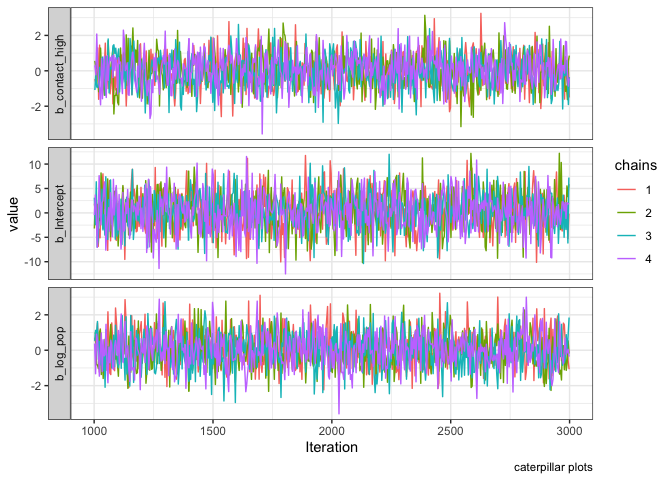 b_contact_high
2
0
-2
b_Intercept
10
5
0
-5
-10
b_log_pop
2
0
-2
value
1000
1500
2000
2500
3000
Iteration
chains
1
2
3
4
caterpillar plots